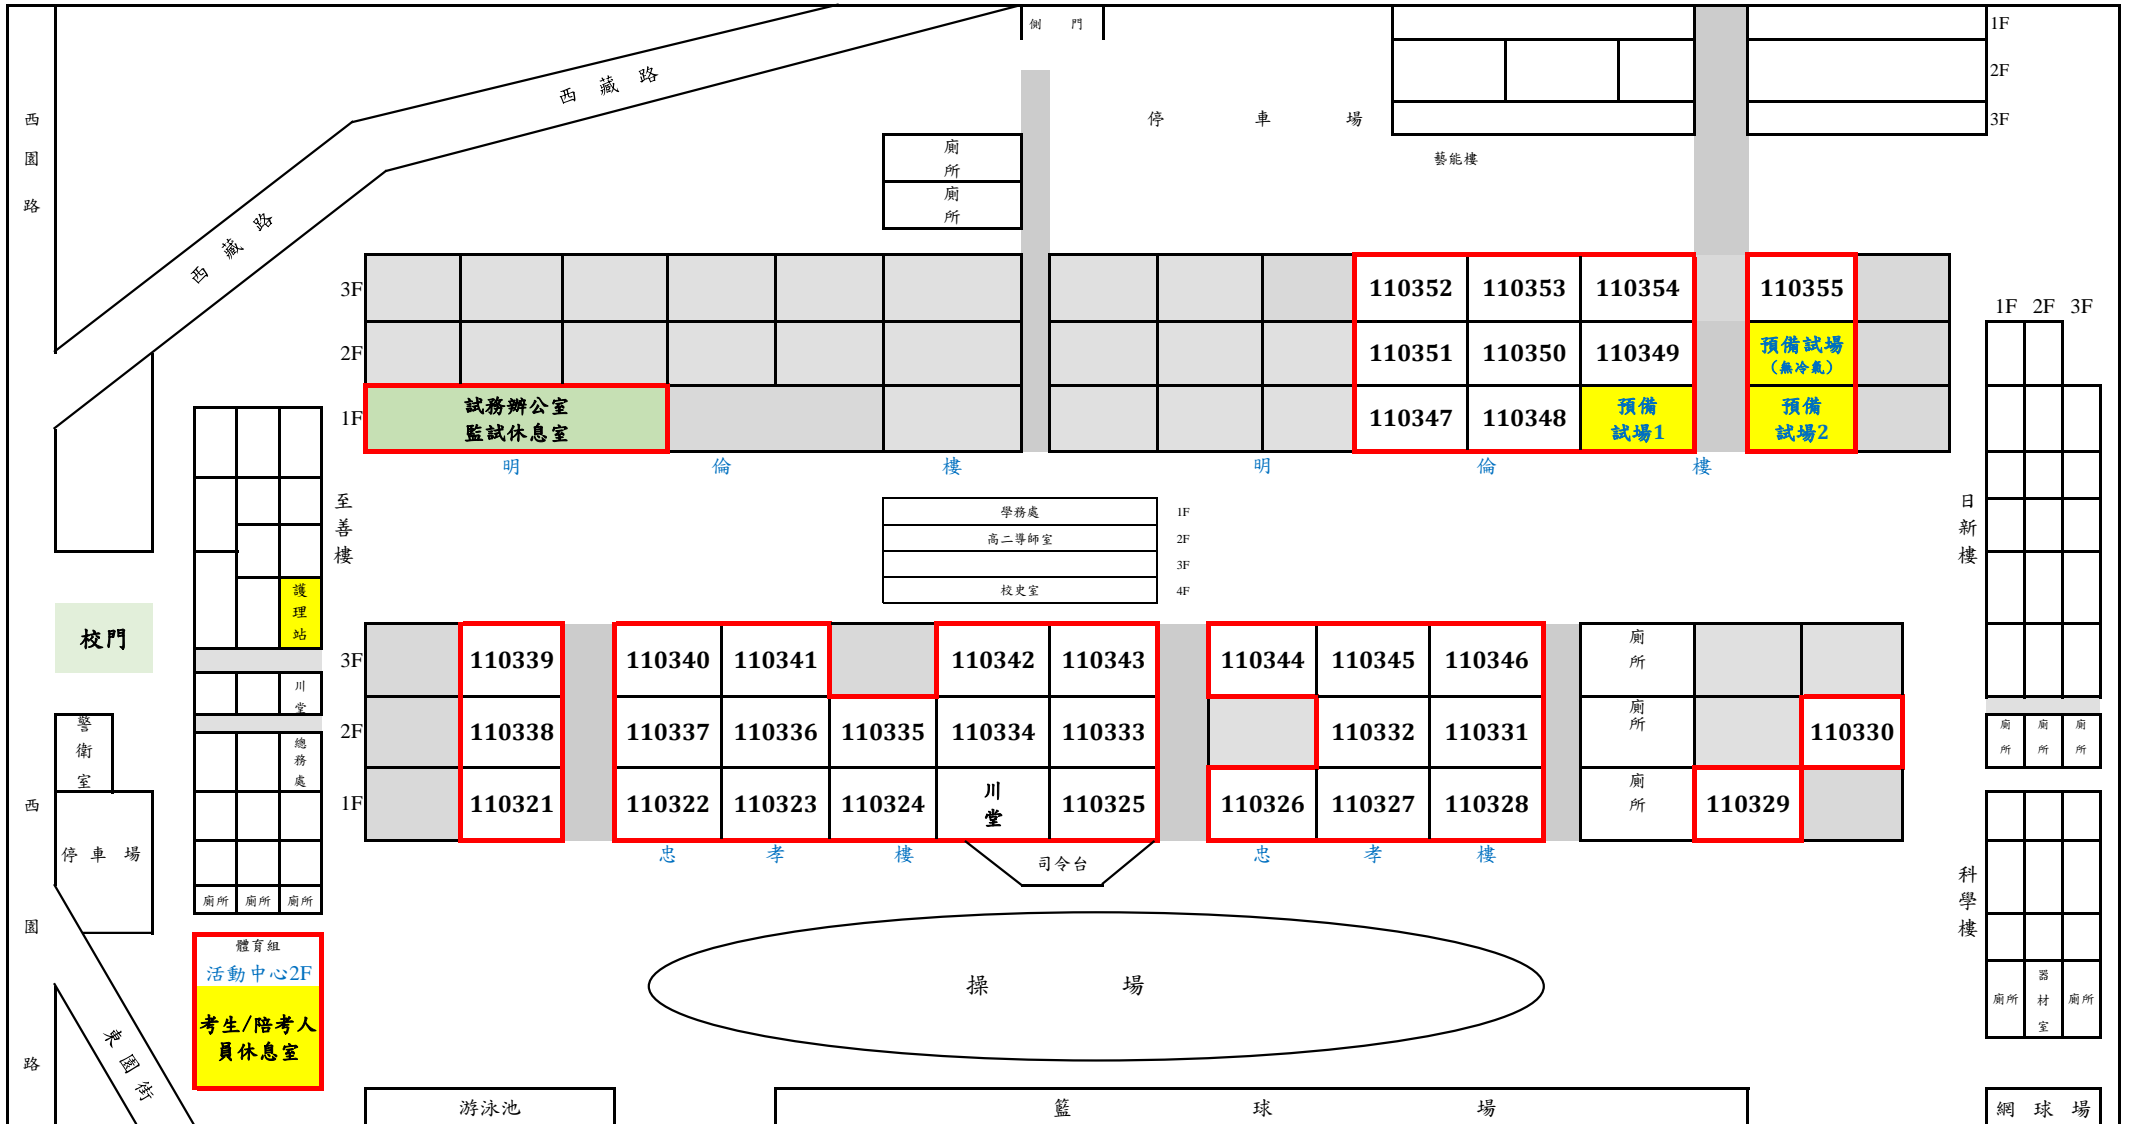 側 門
1F
2F
3F
西藏路
西園路
停車場
藝能樓
廁所
廁所
西藏路
3F
110352 110353 110354 110355
2F
110351 110350 110349
預備試場
(無冷氣)
1F
試務辦公室
監試休息室
110347 110348
預備
試場1
預備
試場2
明倫樓
明倫樓
1F 2F 3F
至善樓
學務處 1F
高二導師室 2F
3F
校史室 4F
日新樓
護理站
校門
3F
110339 110340 110341 110342 110343 110344 110345 110346
廁所
2F
110338 110337 110336 110335 110334 110333 110332 110331
廁所
110330
1F
110321 110322 110323 110324
川堂
110325 110326 110327 110328
廁所
110329
忠孝樓
忠孝樓
司令台
川堂
警衛室
總務處
停車場
廁所 廁所 廁所
廁所 廁所 廁所
西園路
科學樓
廁所 器材室 廁所
體育組
活動中心2F
考生/陪考人
員休息室
操場
東園街
游泳池
籃球場
網球場